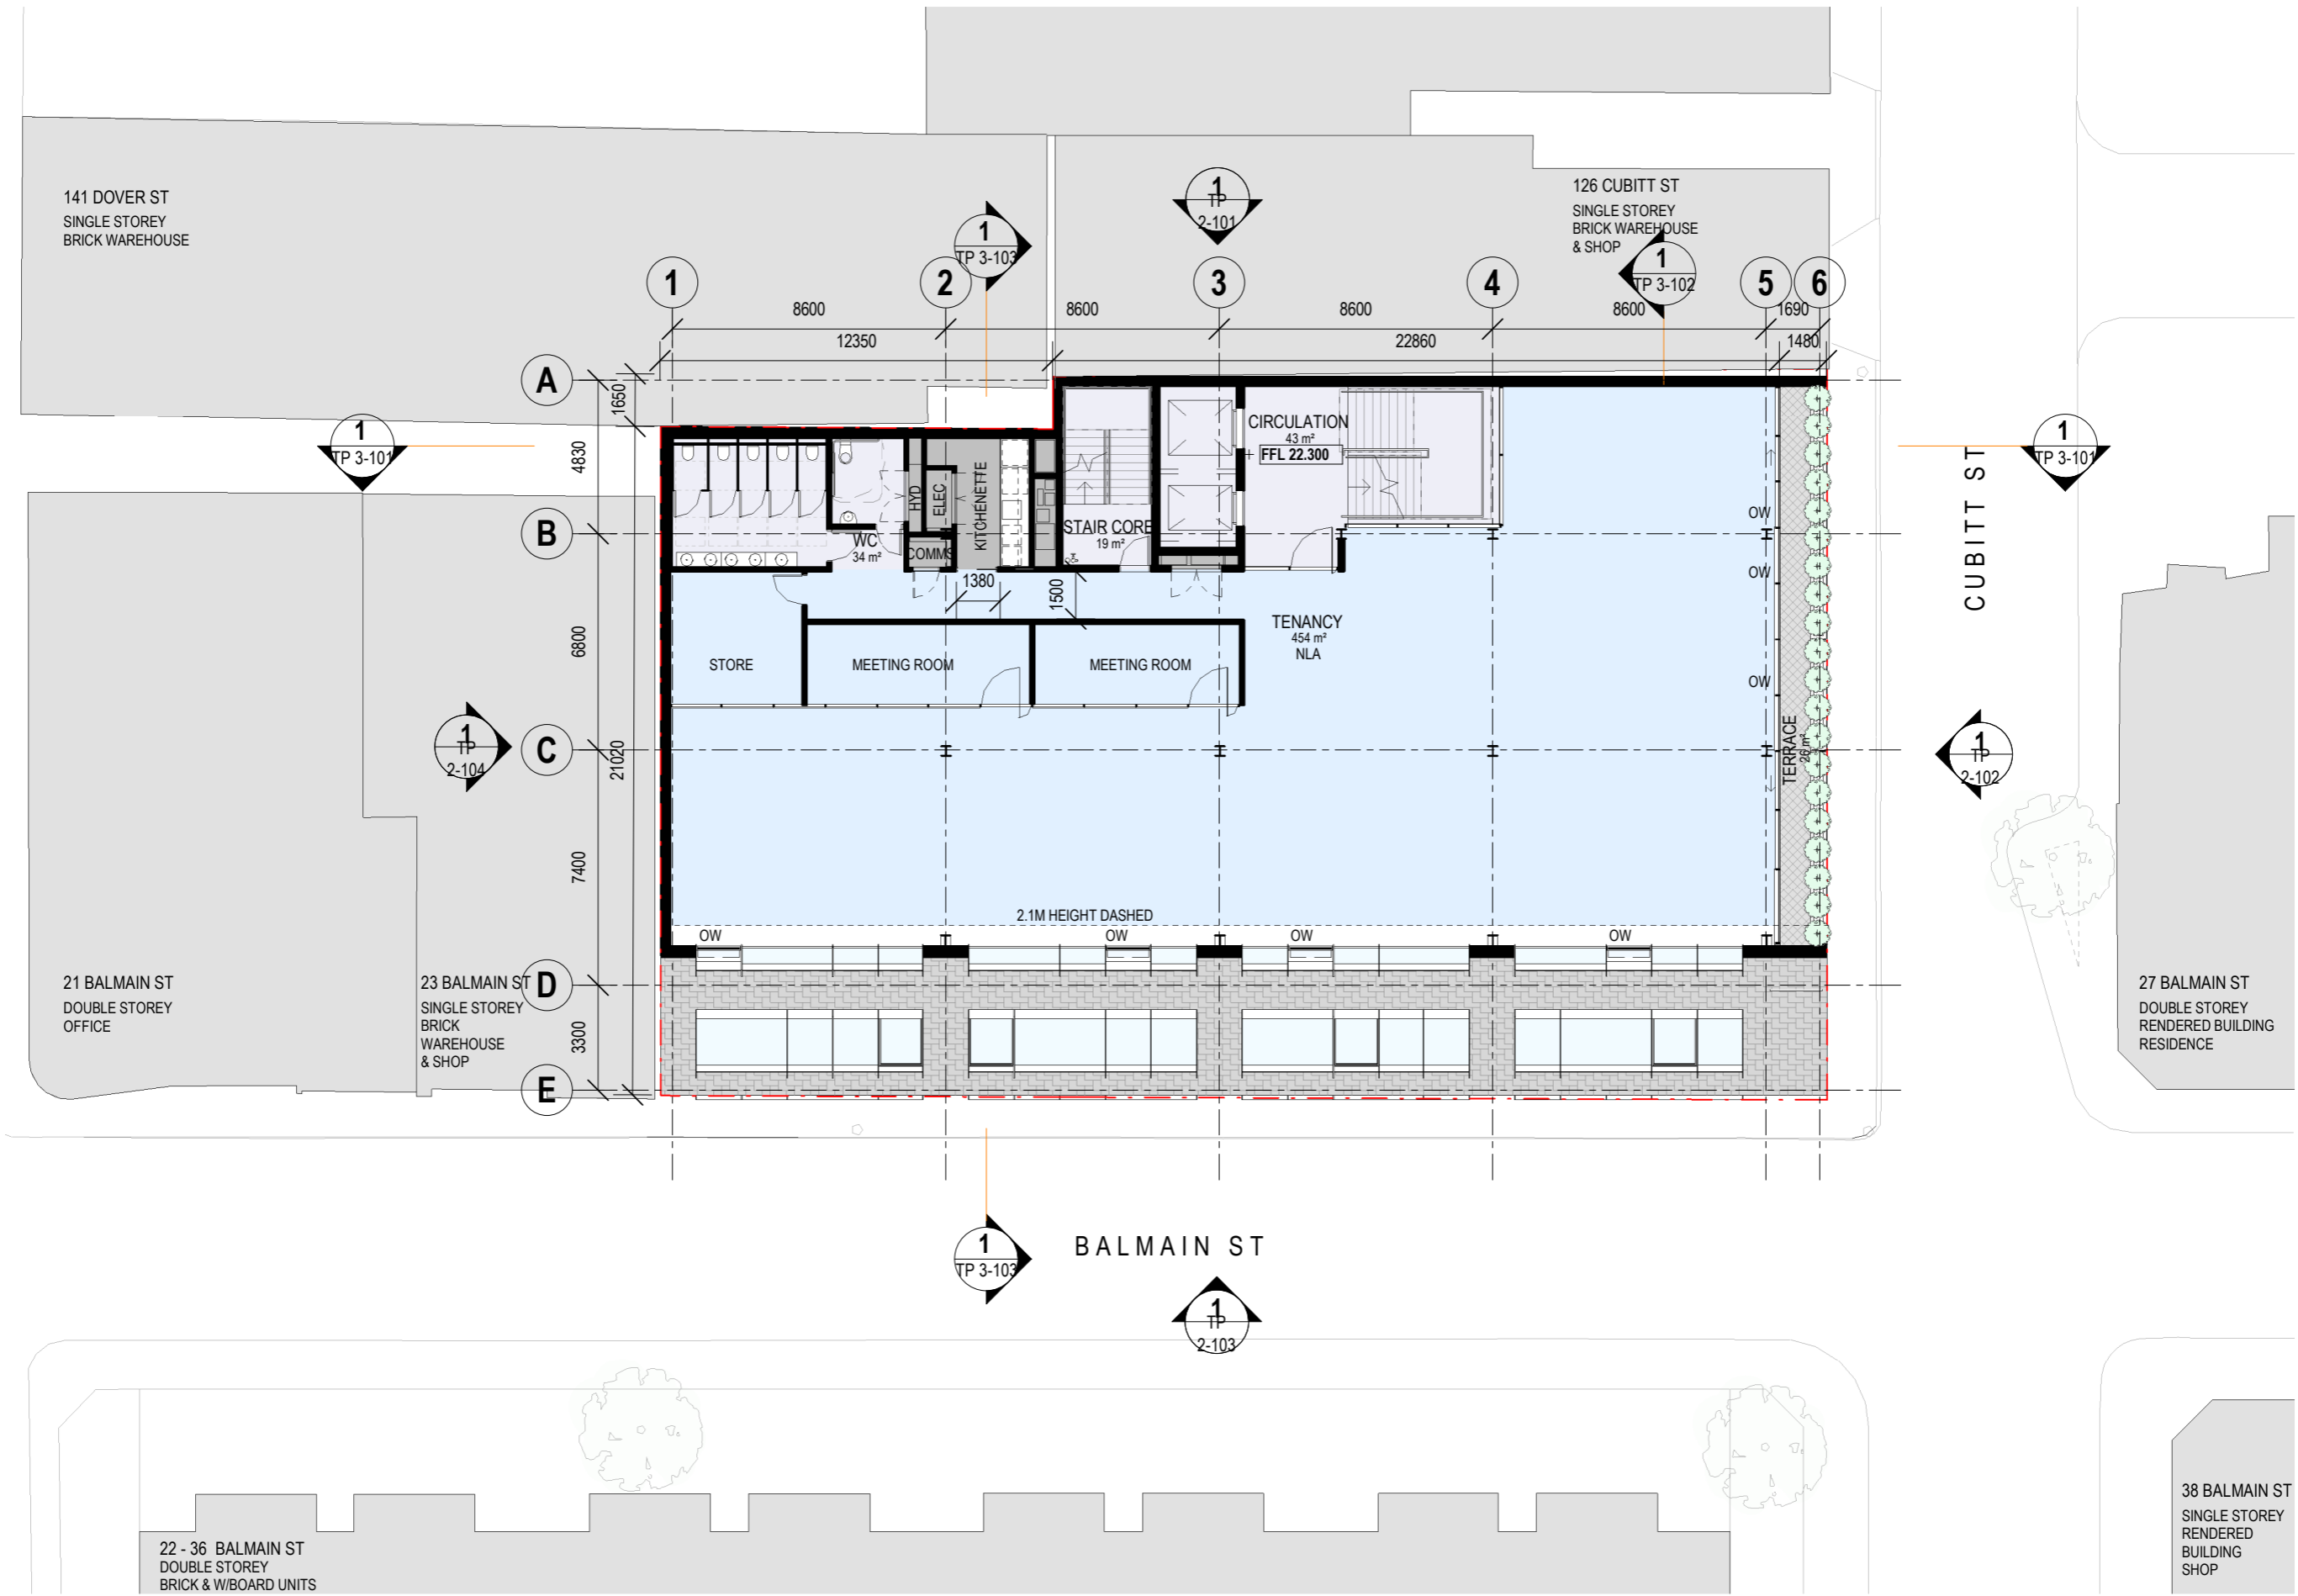 141 DOVER ST
SINGLE STOREY
BRICK WAREHOUSE
126 CUBITT ST
SINGLE STOREY
BRICK WAREHOUSE
& SHOP
1
TP
2-101
1
TP 3-103
1
TP 3-102
1
2
3
4
5
6
8600
8600
8600
8600
1690
12350
22860
1480
A
B
C
D
E
1650
4830
6800
21020
7400
3300
1
TP 3-101
1
TP 3-101
CIRCULATION
43 m²
FFL 22.300
HYD
ELEC
KITCHENETTE
STAIR CORE
19 m²
WC
34 m²
COMMS
1380
1500
OW
OW
OW
TENANCY
454 m²
NLA
STORE
MEETING ROOM
MEETING ROOM
TERRACE
26 m²
CUBITT ST
1
TP
2-104
1
TP
2-102
2.1M HEIGHT DASHED
OW
OW
OW
OW
21 BALMAIN ST
DOUBLE STOREY
OFFICE
23 BALMAIN ST
SINGLE STOREY
BRICK
WAREHOUSE
& SHOP
27 BALMAIN ST
DOUBLE STOREY
RENDERED BUILDING
RESIDENCE
1
TP 3-103
BALMAIN ST
1
TP
2-103
22 - 36 BALMAIN ST
DOUBLE STOREY
BRICK & W/BOARD UNITS
38 BALMAIN ST
SINGLE STOREY
RENDERED
BUILDING
SHOP